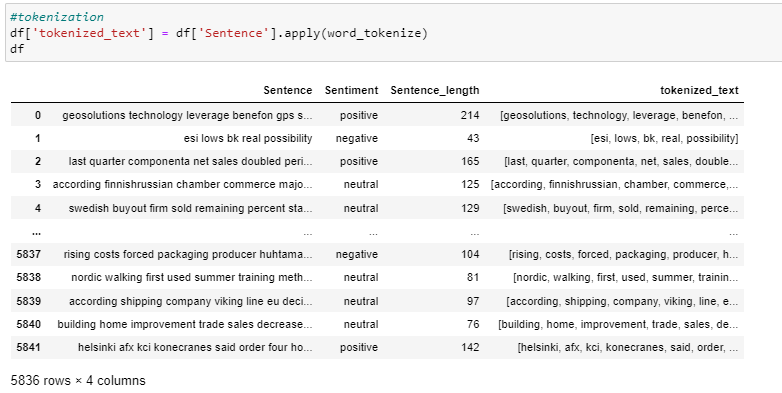 #tokenization
df['tokenized_text'] = df['Sentence'].apply(word_tokenize)
df
Sentence Sentiment Sentence_length tokenized_text
0 geosolutions technology leverage benefon gps s... positive 214 [geosolutions, technology, leverage, benefon, ...
1 esi lows bk real possibility negative 43 [esi, lows, bk, real, possibility]
2 last quarter componenta net sales doubled peri... positive 165 [last, quarter, componenta, net, sales, double...
3 according finnishrussian chamber commerce majo... neutral 125 [according, finnishrussian, chamber, commerce,...
4 swedish buyout firm sold remaining percent sta... neutral 129 [swedish, buyout, firm, sold, remaining, perce...
... ... ... ... ...
5837 rising costs forced packaging producer huhtama... negative 104 [rising, costs, forced, packaging, producer, h...
5838 nordic walking first used summer training meth... neutral 81 [nordic, walking, first, used, summer, trainin...
5839 according shipping company viking line eu deci... neutral 97 [according, shipping, company, viking, line, e...
5840 building home improvement trade sales decrease... neutral 76 [building, home, improvement, trade, sales, de...
5841 helsinki afx kci konecranes said order four ho... positive 142 [helsinki, afx, kci, konecranes, said, order, ...
5836 rows × 4 columns